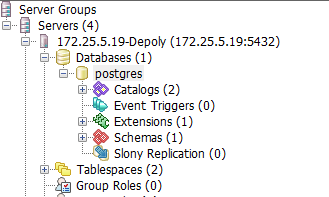 Server Groups
Servers (4)
172.25.5.19-Depoly (172.25.5.19:5432)
Databases (1)
postgres
Catalogs (2)
Event Triggers (0)
Extensions (1)
Schemas (1)
Slony Replication (0)
Tablespaces (2)
Group Roles (0)